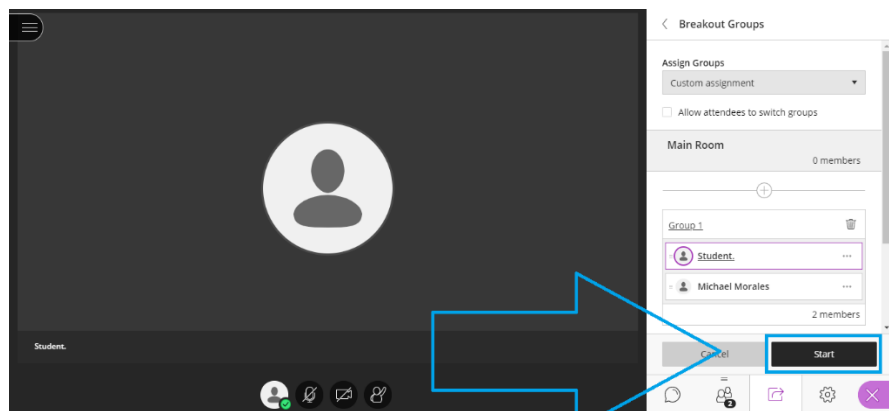 Breakout Groups
Assign Groups
Custom assignment
Allow attendees to switch groups
Main Room
0 members
Group 1
Student.
Michael Morales
2 members
Cancel
Start
Student.
2